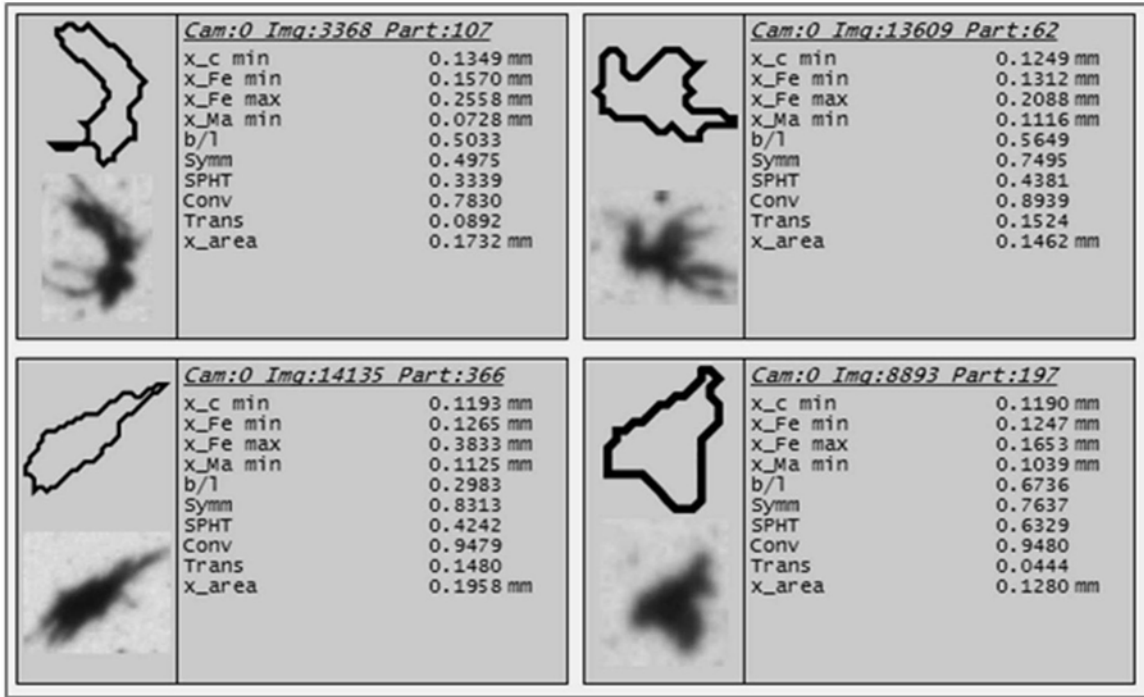 Cam:0 Img:3368 Part:107
x_c min 0.1349 mm
x_Fe min 0.1570 mm
x_Fe max 0.2558 mm
x_Ma min 0.0728 mm
b/l 0.5033
Symm 0.4975
SPHT 0.3339
Conv 0.7830
Trans 0.0892
x_area 0.1732 mm
Cam:0 Img:13609 Part:62
x_c min 0.1249 mm
x_Fe min 0.1312 mm
x_Fe max 0.2088 mm
x_Ma min 0.1116 mm
b/l 0.5649
Symm 0.7495
SPHT 0.4381
Conv 0.8939
Trans 0.1524
x_area 0.1462 mm
Cam:0 Img:14135 Part:366
x_c min 0.1193 mm
x_Fe min 0.1265 mm
x_Fe max 0.3833 mm
x_Ma min 0.1125 mm
b/l 0.2983
Symm 0.8313
SPHT 0.4242
Conv 0.9479
Trans 0.1480
x_area 0.1958 mm
Cam:0 Img:8893 Part:197
x_c min 0.1190 mm
x_Fe min 0.1247 mm
x_Fe max 0.1653 mm
x_Ma min 0.1039 mm
b/l 0.6736
Symm 0.7637
SPHT 0.6329
Conv 0.9480
Trans 0.0444
x_area 0.1280 mm